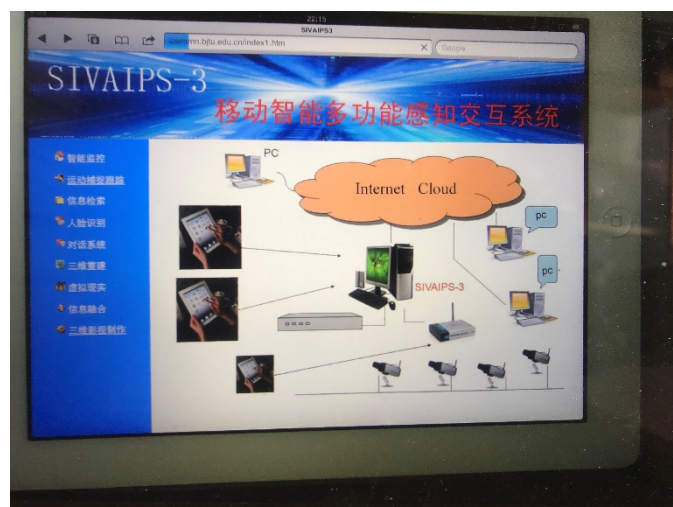 22:15
SIVAIPS3
mn.bjtu.edu.cn/index1.htm
Google
SIVAIPS-3
移动智能多功能感知交互系统
智能监控
运动捕捉跟踪
信息检索
人脸识别
对话系统
三维重建
虚拟现实
信息融合
三维影视制作
PC
Internet Cloud
pc
pc
SIVAIPS-3